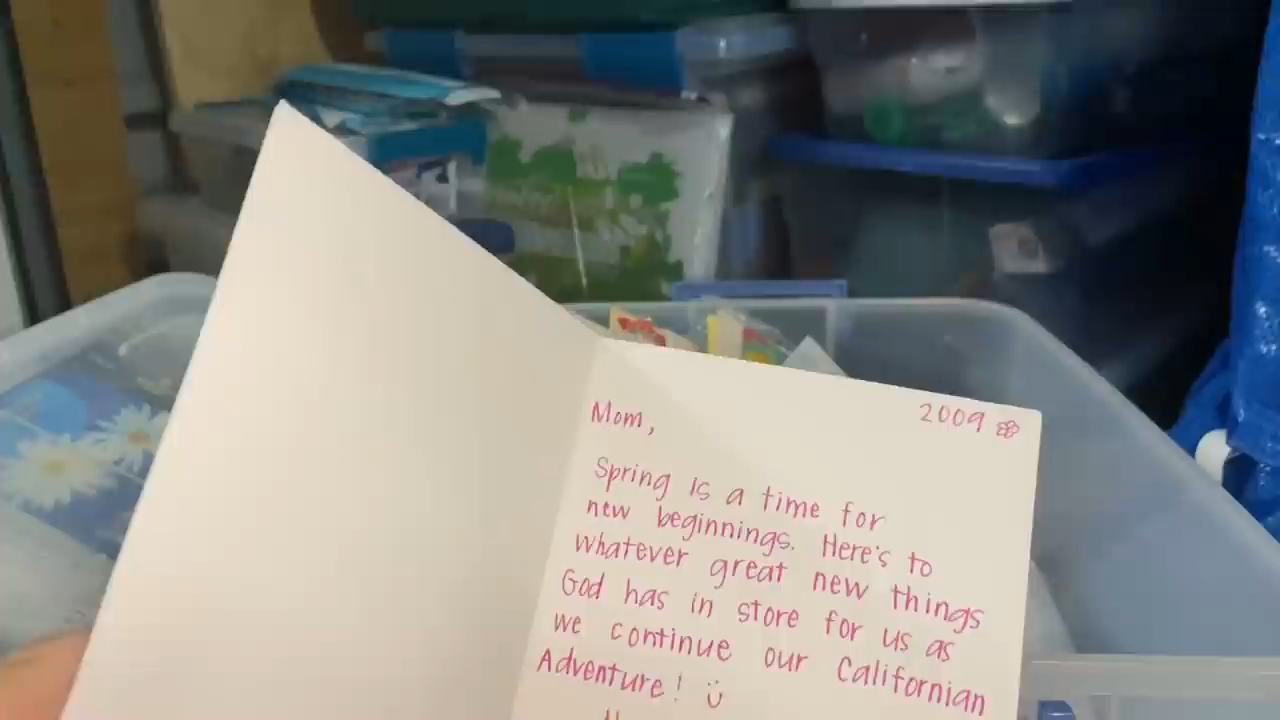 2009
Mom,
Spring is a time for
new beginnings. Here's to
whatever great new things
God has in store for us as
we continue our Californian
Adventure! ü